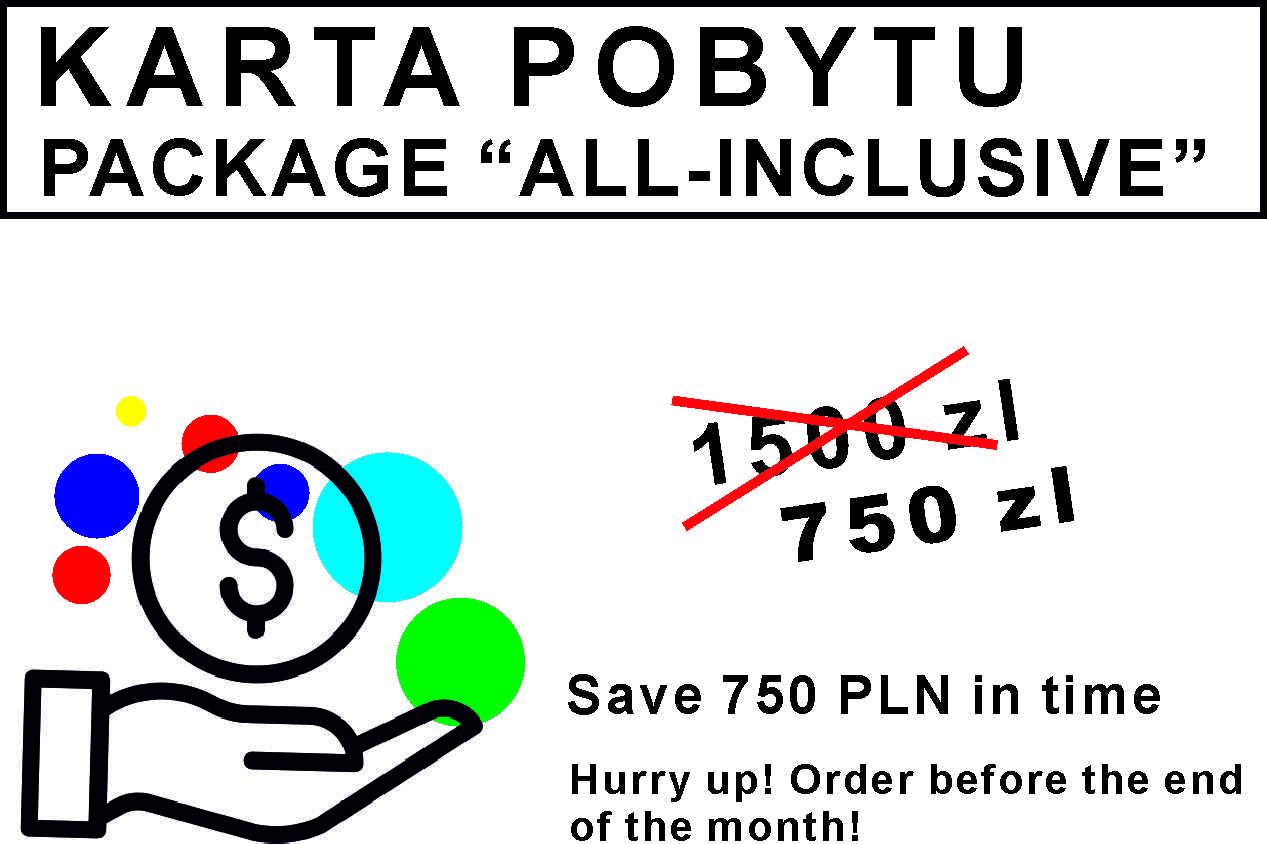 KARTA POBYTU
PACKAGE “ALL-INCLUSIVE”
1500 zl
750 zl
$
Save 750 PLN in time
Hurry up! Order before the end
of the month!